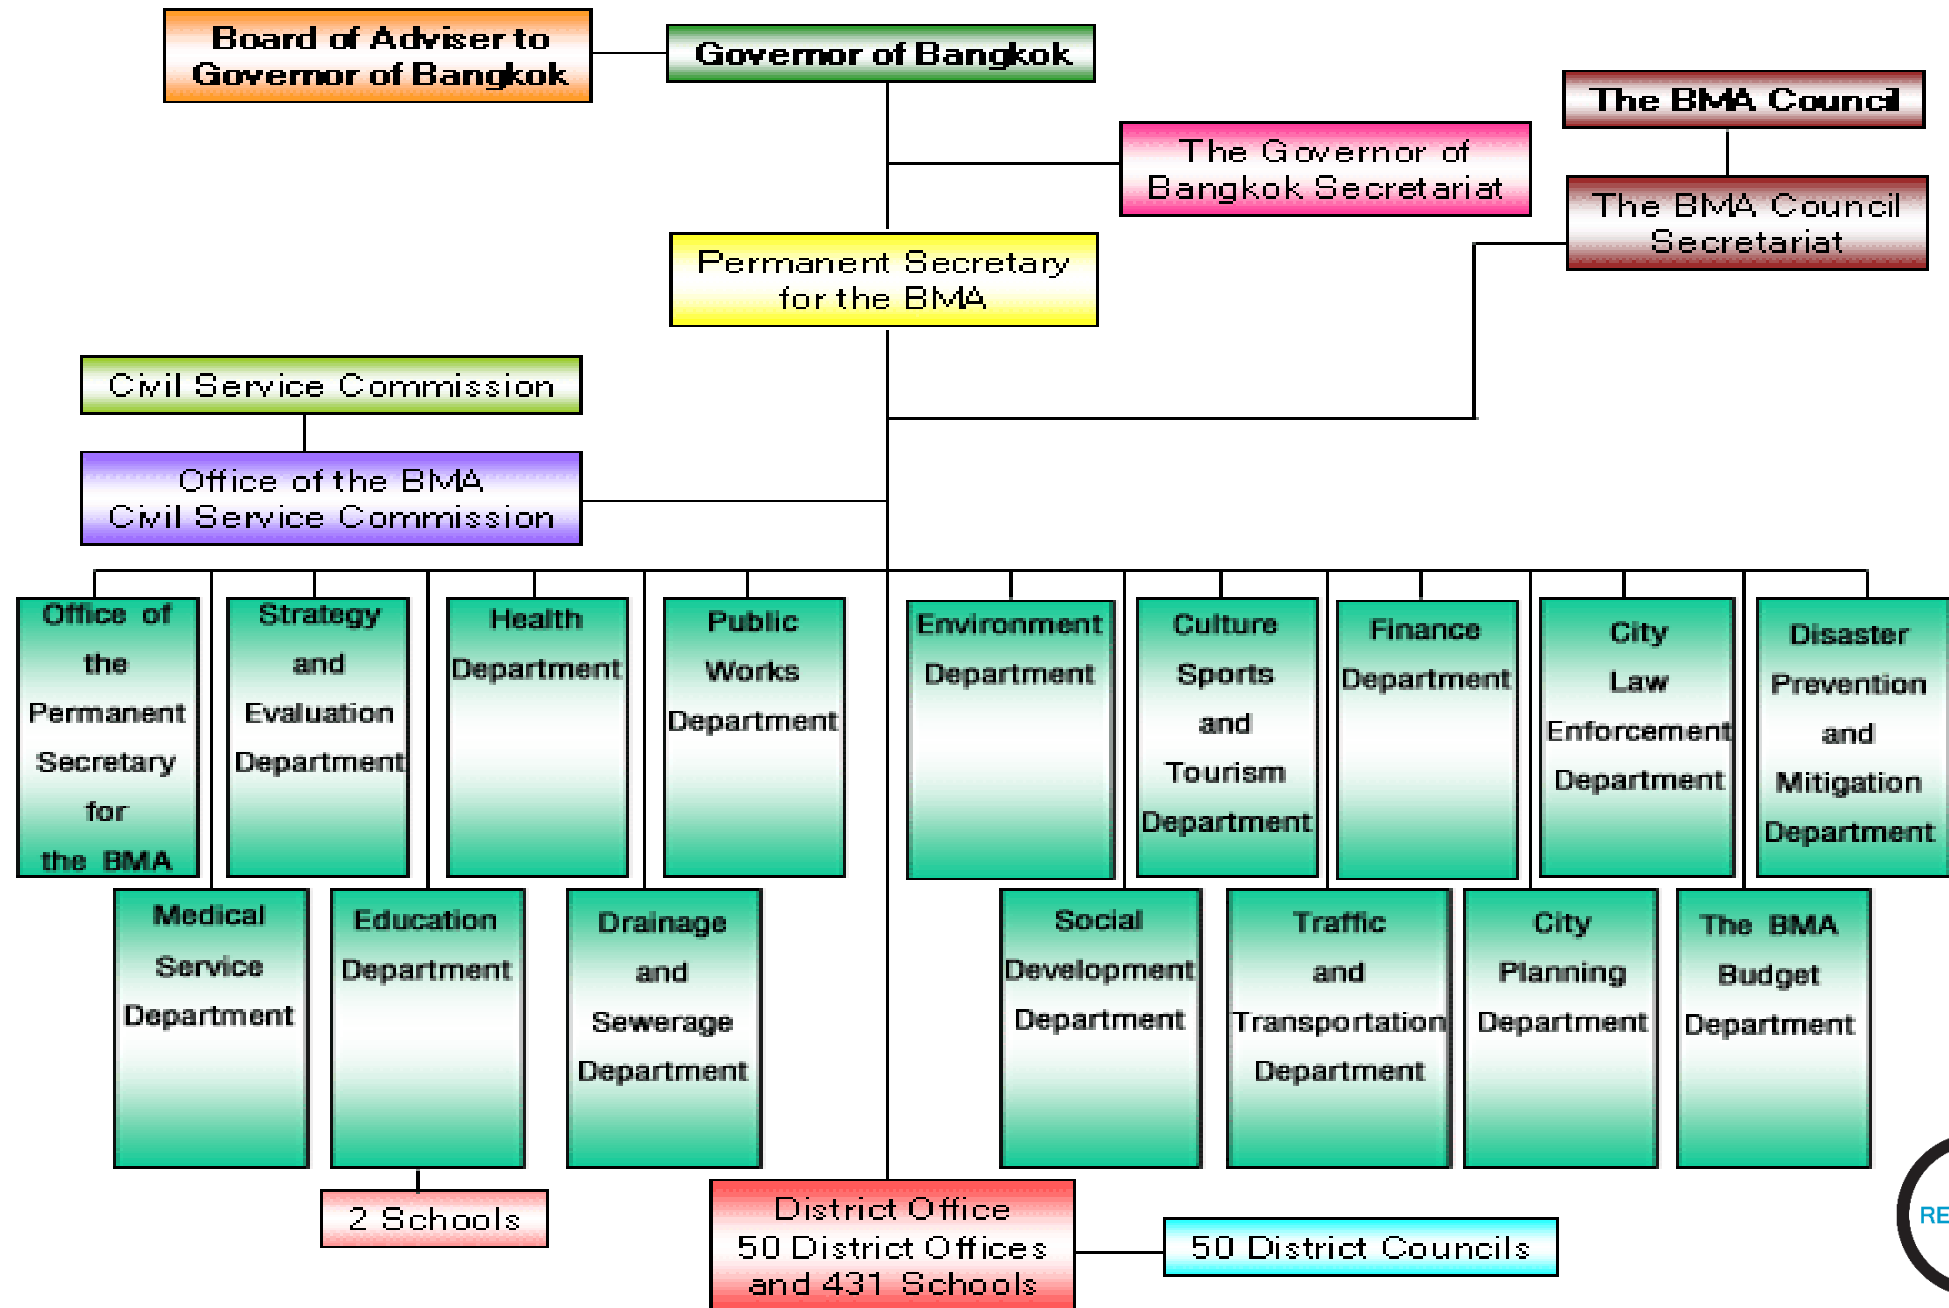 Board of Adviser to
Governor of Bangkok
Governor of Bangkok
The BMA Council
The Governor of
Bangkok Secretariat
The BMA Council
Secretariat
Permanent Secretary
for the BMA
Civil Service Commission
Office of the BMA
Civil Service Commission
Office of
the
Permanent
Secretary
for
the BMA
Strategy
and
Evaluation
Department
Health
Department
Public
Works
Department
Environment
Department
Culture
Sports
and
Tourism
Department
Finance
Department
City
Law
Enforcement
Department
Disaster
Prevention
and
Mitigation
Department
Medical
Service
Department
Education
Department
Drainage
and
Sewerage
Department
Social
Development
Department
Traffic
and
Transportation
Department
City
Planning
Department
The BMA
Budget
Department
2 Schools
District Office
50 District Offices
and 431 Schools
50 District Councils